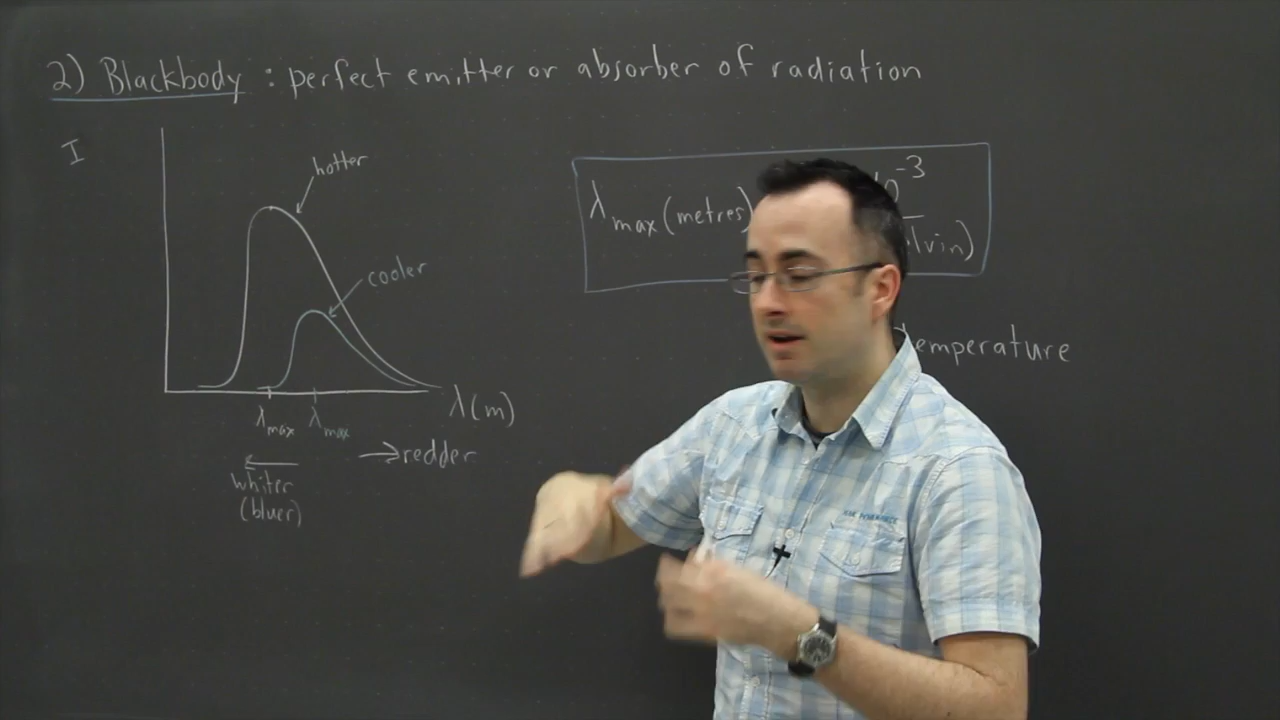 2) Blackbody : perfect emitter or absorber of radiation
I
hotter
cooler
λmax (metres)
10⁻³
lvin)
temperature
λmax λmax
λ(m)
→redder
←
whiter
(bluer)